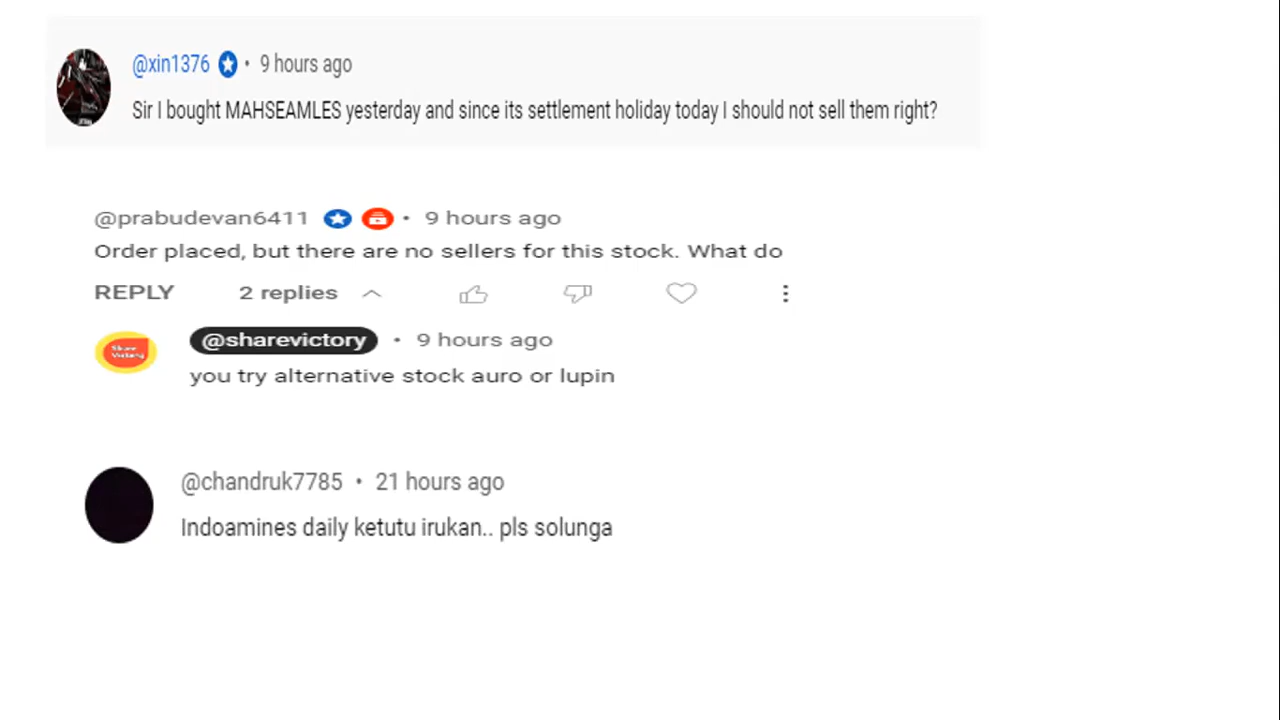 @xin1376 • 9 hours ago
Sir I bought MAHSEAMLES yesterday and since its settlement holiday today I should not sell them right?
@prabudevan6411 • 9 hours ago
Order placed, but there are no sellers for this stock. What do
REPLY 2 replies
Share Victory
@sharevictory • 9 hours ago
you try alternative stock auro or lupin
@chandruk7785 • 21 hours ago
Indoamines daily ketutu irukan.. pls solunga